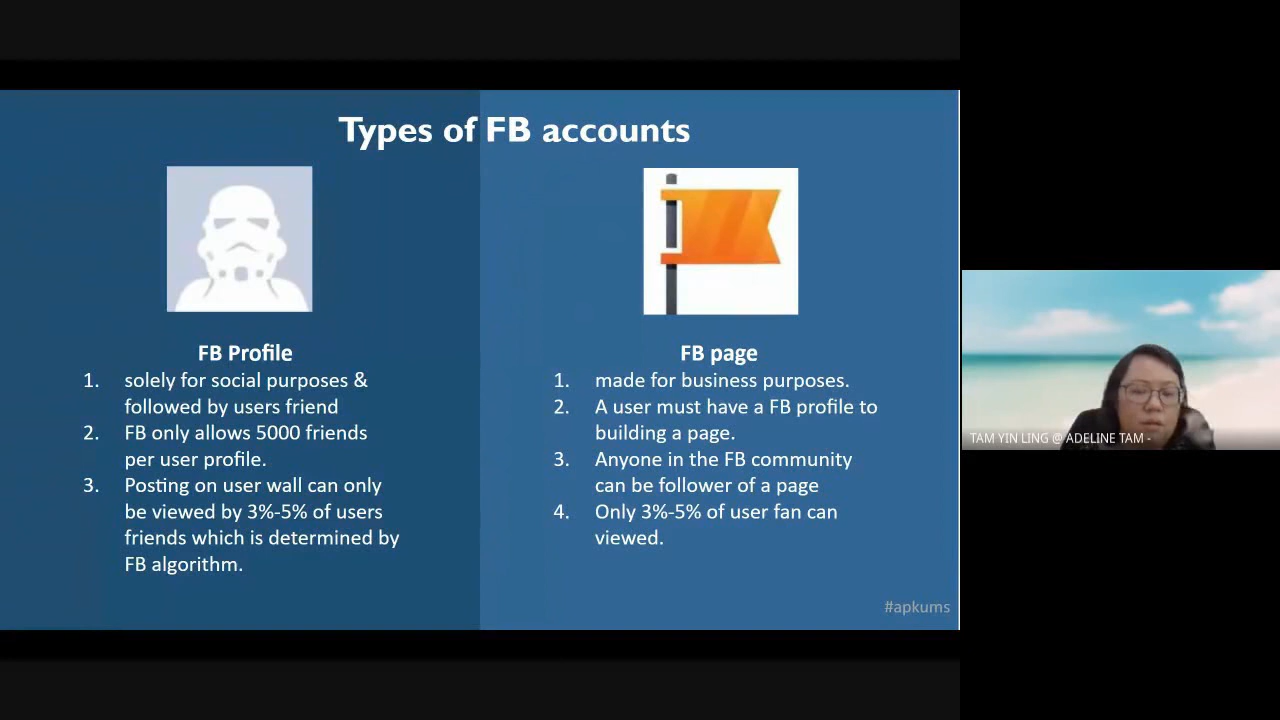 Types of FB accounts
FB Profile
1. solely for social purposes &
followed by users friend
2. FB only allows 5000 friends
per user profile.
3. Posting on user wall can only
be viewed by 3%-5% of users
friends which is determined by
FB algorithm.
FB page
1. made for business purposes.
2. A user must have a FB profile to
building a page.
3. Anyone in the FB community
can be follower of a page
4. Only 3%-5% of user fan can
viewed.
#apkums
TAM YIN LING @ ADELINE TAM -